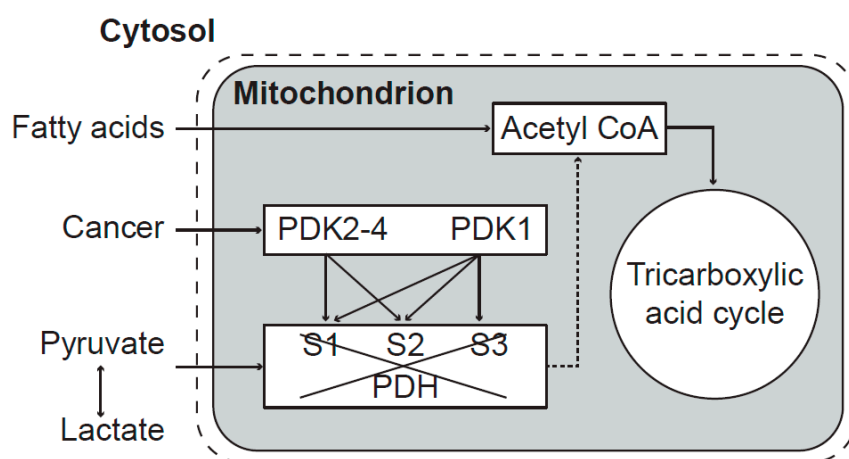 Cytosol
Mitochondrion
Fatty acids
Acetyl CoA
Cancer
PDK2-4 PDK1
Tricarboxylic
acid cycle
Pyruvate
S1 S2 S3
PDH
Lactate